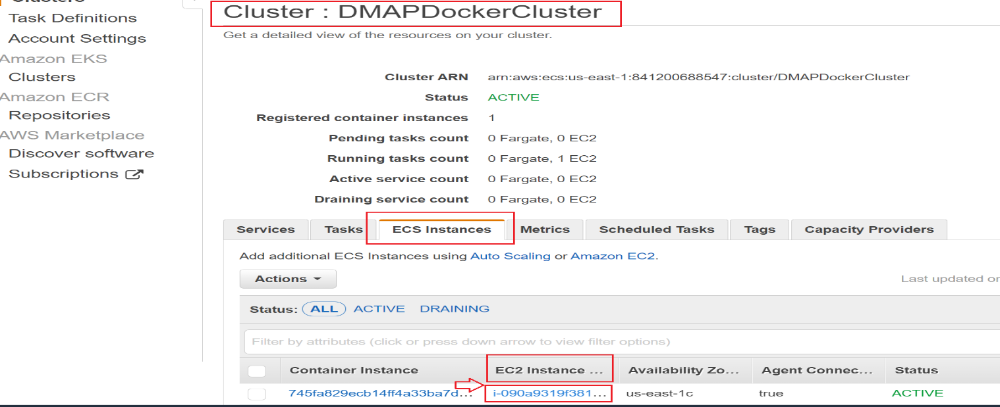 Clusters
Task Definitions
Account Settings
Amazon EKS
Clusters
Amazon ECR
Repositories
AWS Marketplace
Discover software
Subscriptions
Cluster : DMAPDockerCluster
Get a detailed view of the resources on your cluster.
Cluster ARN arn:aws:ecs:us-east-1:841200688547:cluster/DMAPDockerCluster
Status ACTIVE
Registered container instances 1
Pending tasks count 0 Fargate, 0 EC2
Running tasks count 0 Fargate, 1 EC2
Active service count 0 Fargate, 0 EC2
Draining service count 0 Fargate, 0 EC2
Services Tasks ECS Instances Metrics Scheduled Tasks Tags Capacity Providers
Add additional ECS Instances using Auto Scaling or Amazon EC2.
Actions
Last updated or
Status: ALL ACTIVE DRAINING
Filter by attributes (click or press down arrow to view filter options)
Container Instance EC2 Instance ... Availability Zo... Agent Connec... Status
745fa829ecb14ff4a33ba7d... i-090a9319f381... us-east-1c true ACTIVE